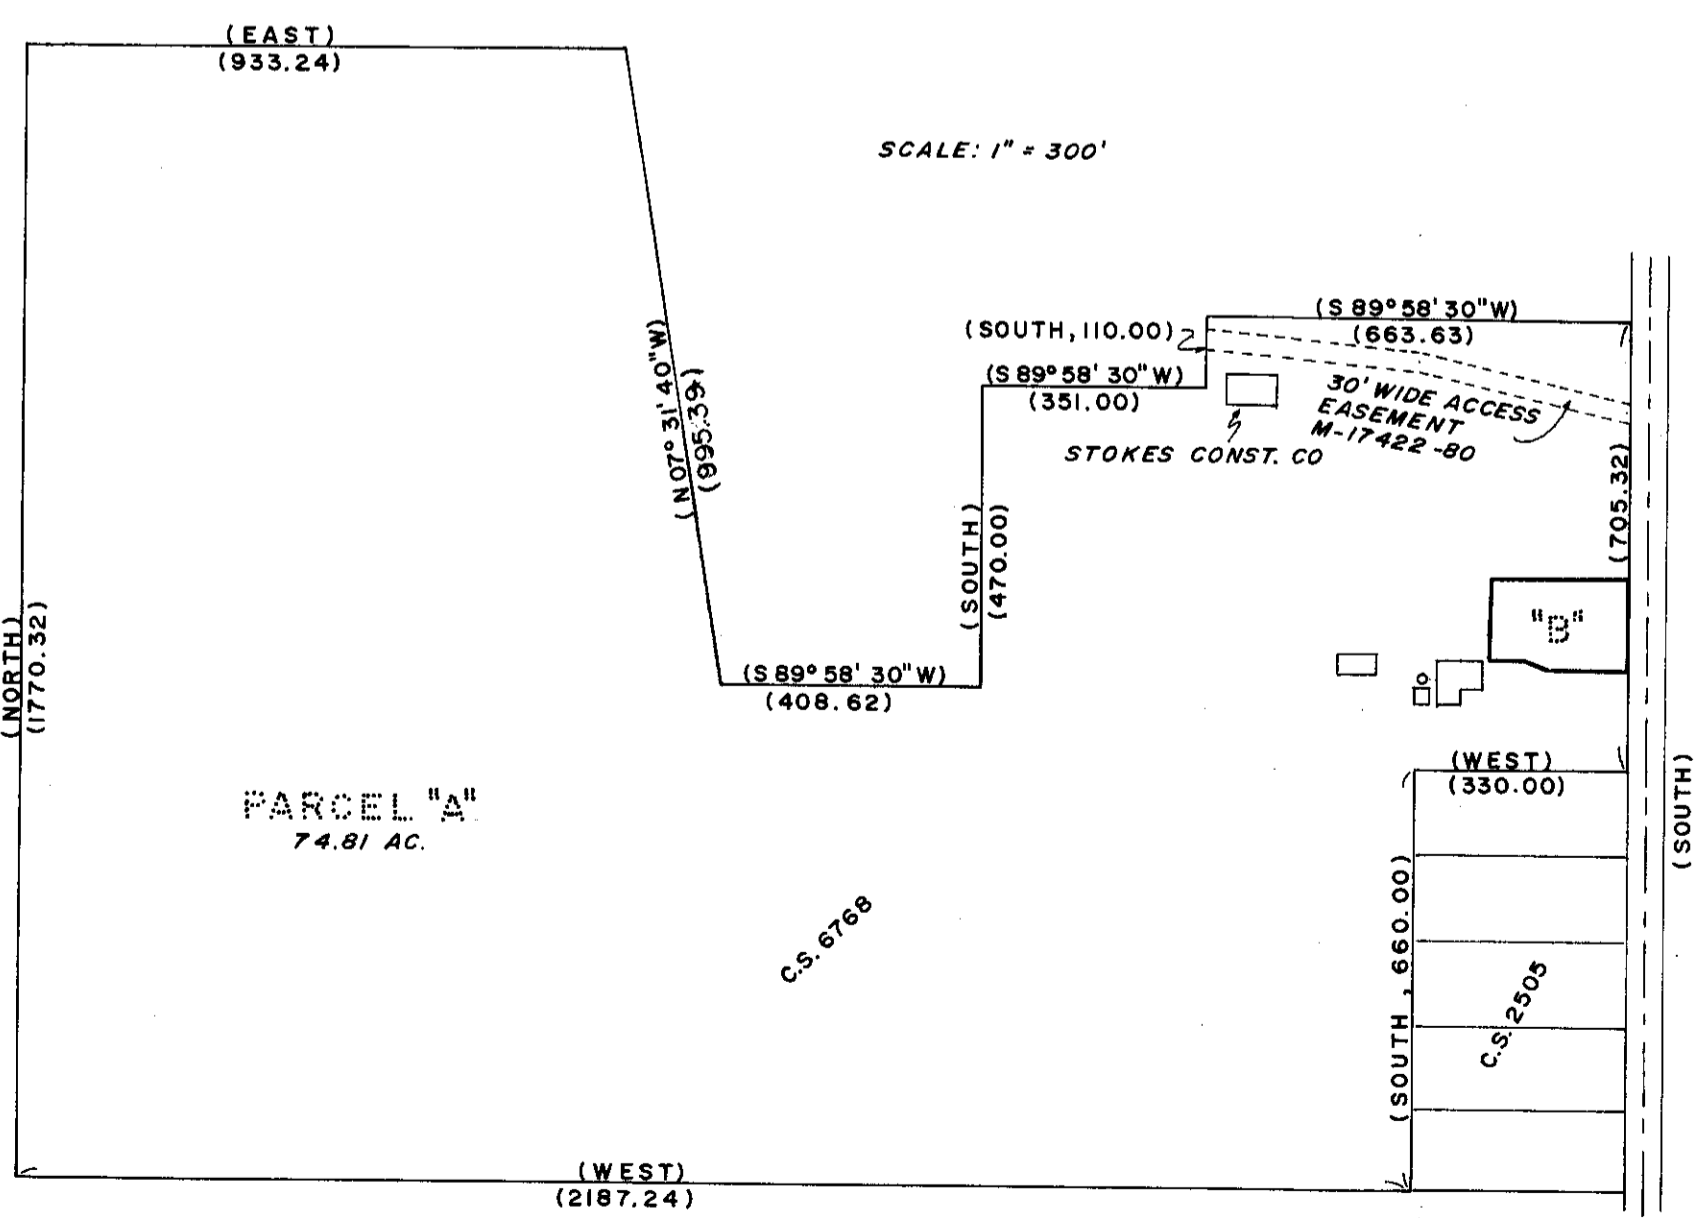 (EAST)
(933.24)
SCALE: 1" = 300'
(N 07° 31' 40" W)
(995.39)
(S 89° 58' 30" W)
(663.63)
(SOUTH, 110.00)
(S 89° 58' 30" W)
(351.00)
30' WIDE ACCESS
EASEMENT
M-17422-80
STOKES CONST. CO
(705.32)
(SOUTH)
(470.00)
"B"
(NORTH)
(1770.32)
(S 89° 58' 30" W)
(408.62)
(WEST)
(330.00)
(SOUTH)
PARCEL "A"
74.81 AC.
C.S. 6768
(SOUTH, 660.00)
C.S. 2505
(WEST)
(2187.24)